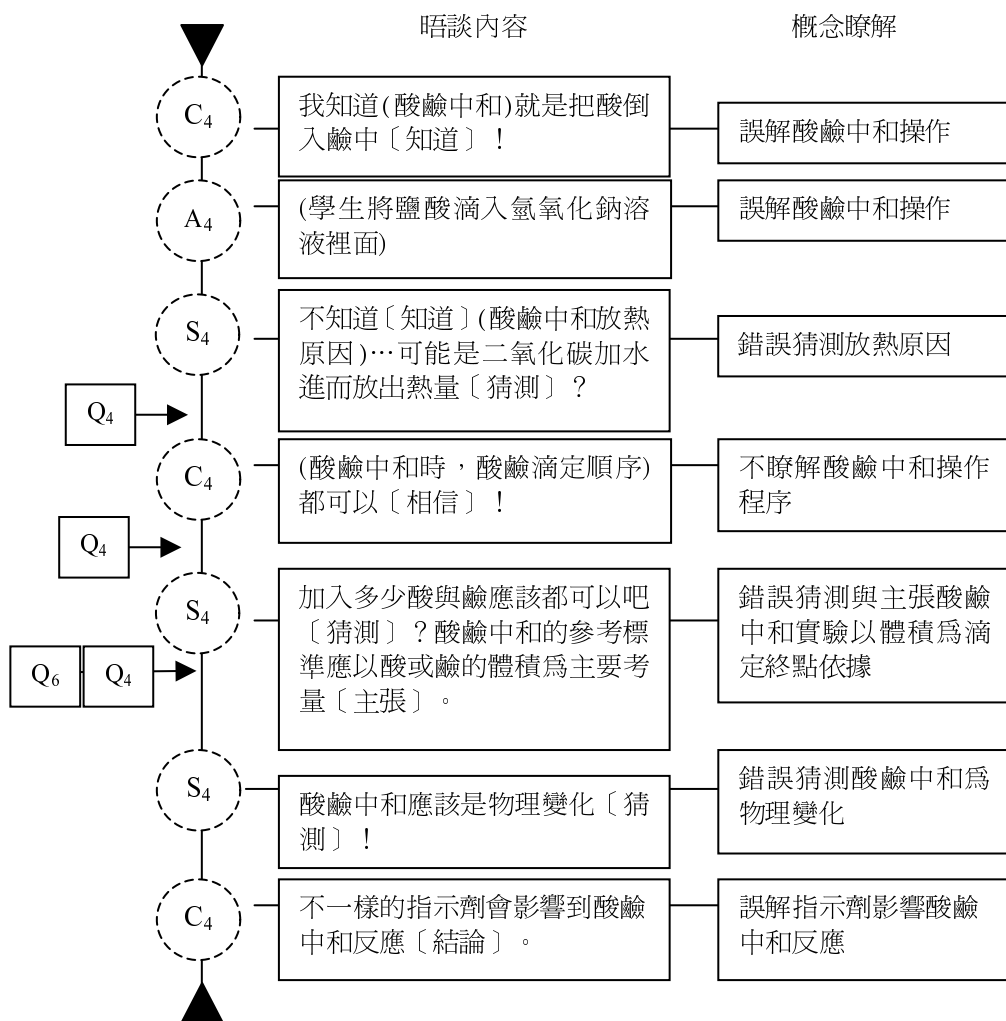 晤談內容
概念瞭解
C4
我知道(酸鹼中和)就是把酸倒
入鹼中〔知道〕！
誤解酸鹼中和操作
A4
(學生將鹽酸滴入氫氧化鈉溶
液裡面)
誤解酸鹼中和操作
S4
不知道〔知道〕(酸鹼中和放熱
原因)…可能是二氧化碳加水
進而放出熱量〔猜測〕？
錯誤猜測放熱原因
Q4
C4
(酸鹼中和時，酸鹼滴定順序)
都可以〔相信〕！
不瞭解酸鹼中和操作
程序
Q4
S4
加入多少酸與鹼應該都可以吧
〔猜測〕？酸鹼中和的參考標
準應以酸或鹼的體積爲主要考
量〔主張〕。
錯誤猜測與主張酸鹼
中和實驗以體積爲滴
定終點依據
Q6
Q4
S4
酸鹼中和應該是物理變化〔猜
測〕！
錯誤猜測酸鹼中和爲
物理變化
C4
不一樣的指示劑會影響到酸鹼
中和反應〔結論〕。
誤解指示劑影響酸鹼
中和反應